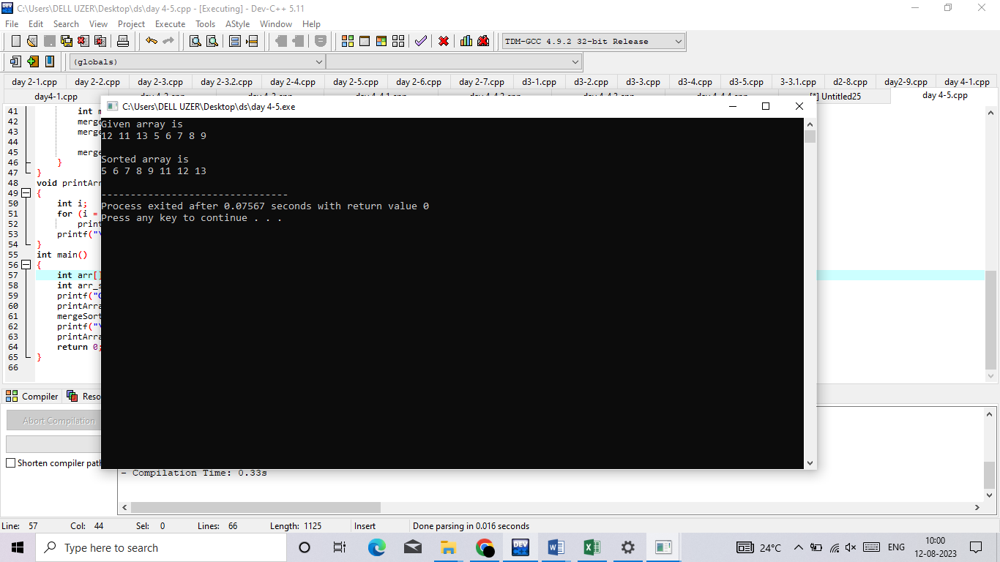 C:\Users\DELL UZER\Desktop\ds\day 4-5.cpp - [Executing] - Dev-C++ 5.11
File Edit Search View Project Execute Tools AStyle Window Help
TDM-GCC 4.9.2 32-bit Release
(globals)
day 2-1.cpp day 2-2.cpp day 2-3.cpp day 2-3.2.cpp day 2-4.cpp day 2-5.cpp day 2-6.cpp day 2-7.cpp d3-1.cpp d3-2.cpp d3-3.cpp d3-4.cpp d3-5.cpp 3-3.1.cpp d2-8.cpp day2-9.cpp day 4-1.cpp
day4-1.cpp [*] Untitled25 day 4-5.cpp
C:\Users\DELL UZER\Desktop\ds\day 4-5.exe
Given array is
12 11 13 5 6 7 8 9
Sorted array is
5 6 7 8 9 11 12 13
--------------------------------
Process exited after 0.07567 seconds with return value 0
Press any key to continue . . .
41 int m
42 merge
43 merge
44
45 merge
46 }
47 }
48 void printArr
49 {
50 int i;
51 for (i =
52 print
53 printf("\
54 }
55 int main()
56 {
57 int arr[]
58 int arr_s
59 printf("G
60 printArra
61 mergeSort
62 printf("\
63 printArra
64 return 0;
65 }
66
Compiler Reso
Abort Compilation
Shorten compiler path
- Compilation Time: 0.33s
Line: 57 Col: 44 Sel: 0 Lines: 66 Length: 1125 Insert Done parsing in 0.016 seconds
Type here to search
DEV
24°C
ENG
10:00
12-08-2023